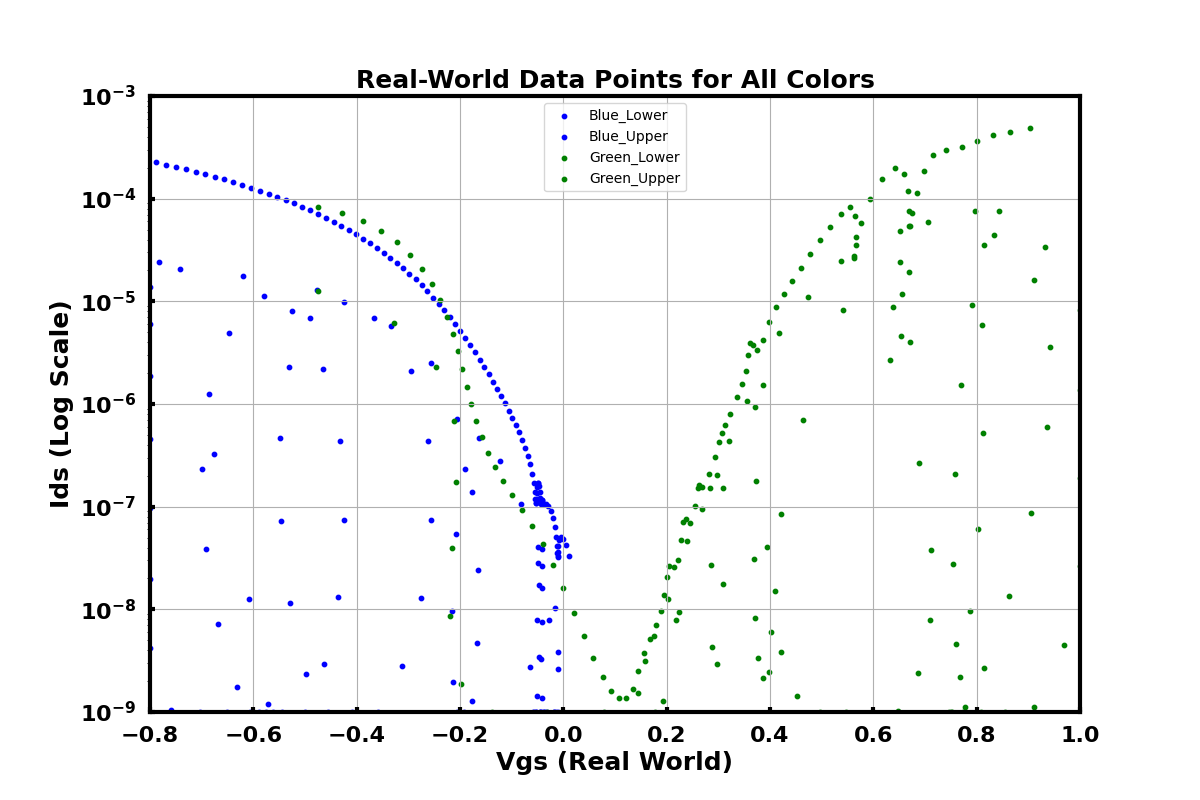 Real-World Data Points for All Colors
Blue_Lower
Blue_Upper
Green_Lower
Green_Upper
Ids (Log Scale)
10⁻³
10⁻⁴
10⁻⁵
10⁻⁶
10⁻⁷
10⁻⁸
10⁻⁹
−0.8 −0.6 −0.4 −0.2 0.0 0.2 0.4 0.6 0.8 1.0
Vgs (Real World)